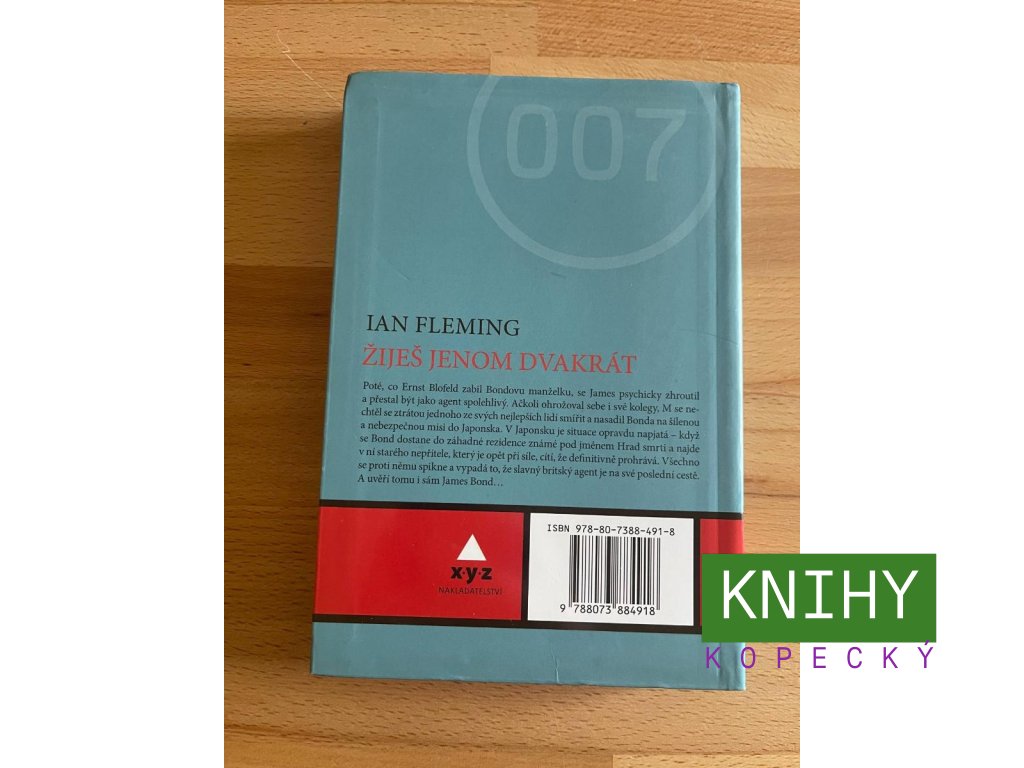 007
IAN FLEMING
ŽIJEŠ JENOM DVAKRÁT
Poté, co Ernst Blofeld zabil Bondovu manželku, se James psychicky zhroutil
a přestal být jako agent spolehlivý. Ačkoli ohrožoval sebe i své kolegy, M se ne-
chtěl se ztrátou jednoho ze svých nejlepších lidí smířit a nasadil Bonda na šílenou
a nebezpečnou misi do Japonska. V Japonsku je situace opravdu napjatá – když
se Bond dostane do záhadné rezidence známé pod jménem Hrad smrti a najde
v ní starého nepřítele, který je opět při síle, cítí, že definitivně prohrává. Všechno
se proti němu spikne a vypadá to, že slavný britský agent je na své poslední cestě.
A uvěří tomu i sám James Bond…
ISBN 978-80-7388-491-8
x·y·z
NAKLADATELSTVÍ
9 788073 884918
KNIHY
KOPECKÝ